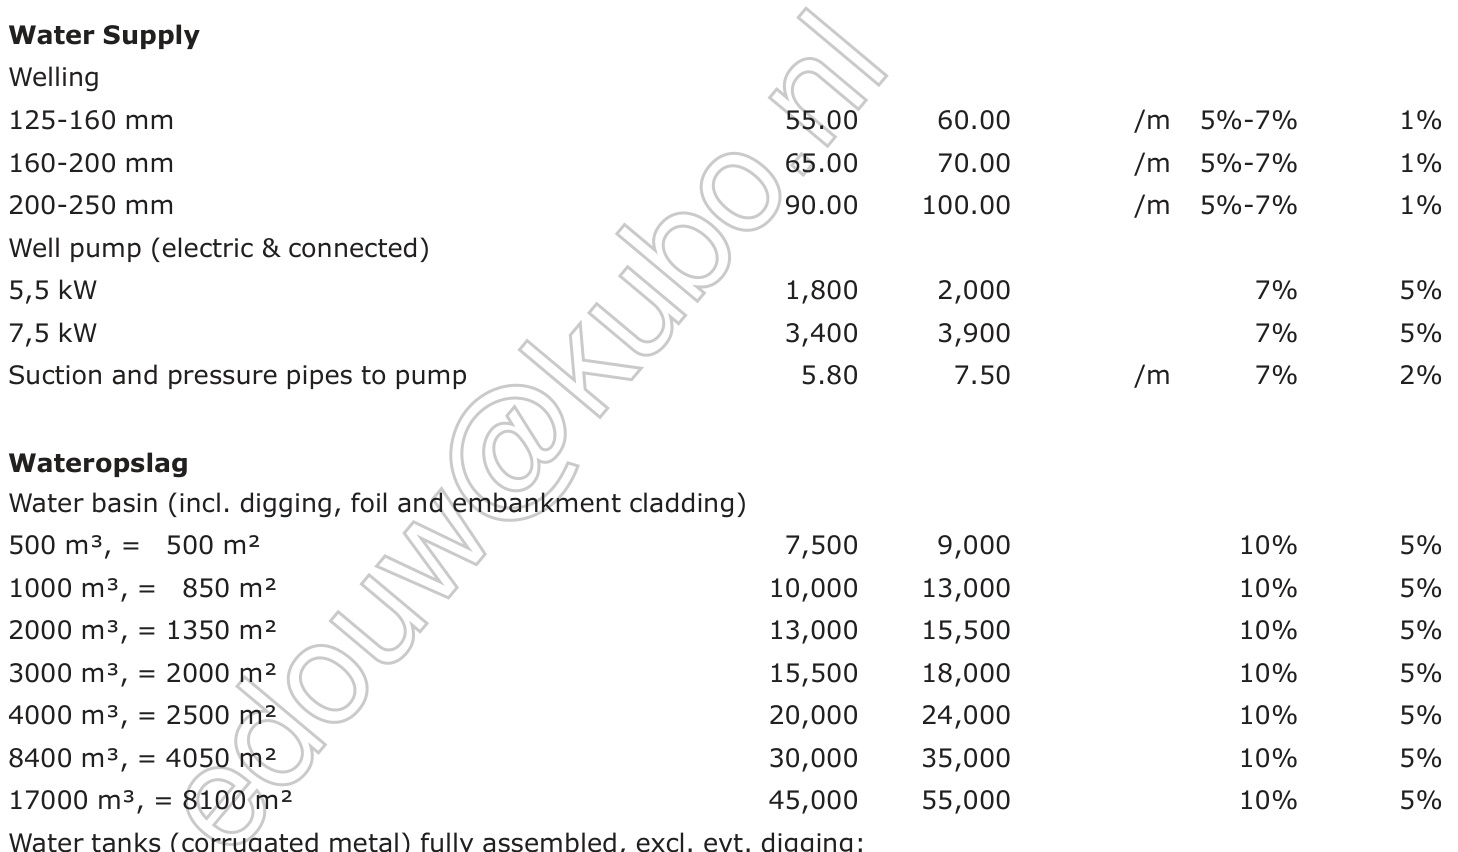 Water Supply
Welling
125-160 mm 55.00 60.00 /m 5%-7% 1%
160-200 mm 65.00 70.00 /m 5%-7% 1%
200-250 mm 90.00 100.00 /m 5%-7% 1%
Well pump (electric & connected)
5,5 kW 1,800 2,000 7% 5%
7,5 kW 3,400 3,900 7% 5%
Suction and pressure pipes to pump 5.80 7.50 /m 7% 2%
Wateropslag
Water basin (incl. digging, foil and embankment cladding)
500 m³, = 500 m² 7,500 9,000 10% 5%
1000 m³, = 850 m² 10,000 13,000 10% 5%
2000 m³, = 1350 m² 13,000 15,500 10% 5%
3000 m³, = 2000 m² 15,500 18,000 10% 5%
4000 m³, = 2500 m² 20,000 24,000 10% 5%
8400 m³, = 4050 m² 30,000 35,000 10% 5%
17000 m³, = 8100 m² 45,000 55,000 10% 5%
Water tanks (corrugated metal) fully assembled, excl. evt. digging:
edouw@kubo.nl